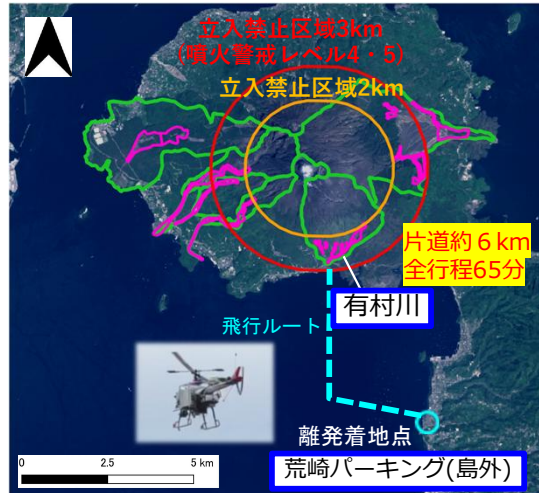 立入禁止区域3km
(噴火警戒レベル4・5)
立入禁止区域2km
片道約６km
全行程65分
有村川
飛行ルート
離発着地点
荒崎パーキング(島外)
0 2.5 5 km